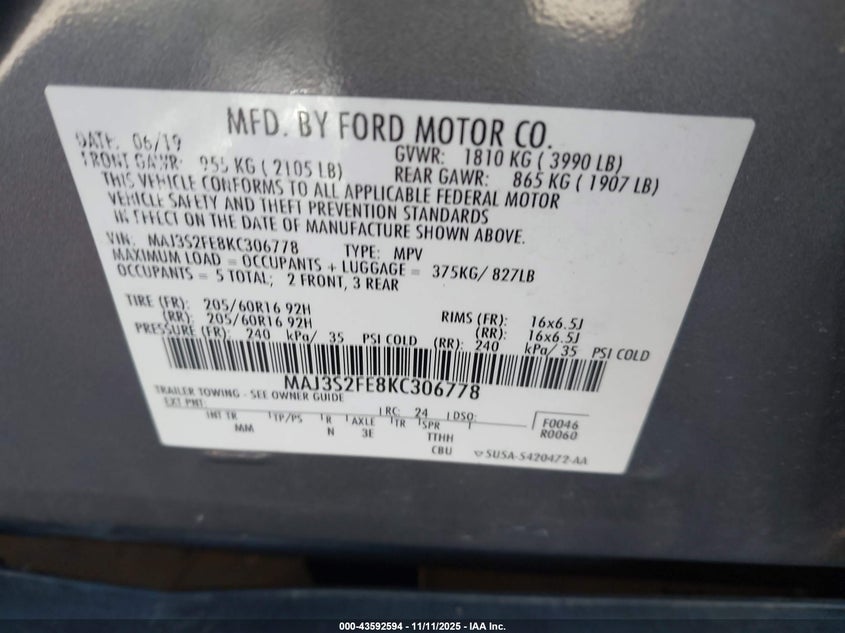 MFD. BY FORD MOTOR CO.
DATE: 06/19 GVWR: 1810 KG ( 3990 LB)
FRONT GAWR: 955 KG ( 2105 LB) REAR GAWR: 865 KG ( 1907 LB)
THIS VEHICLE CONFORMS TO ALL APPLICABLE FEDERAL MOTOR
VEHICLE SAFETY AND THEFT PREVENTION STANDARDS
IN EFFECT ON THE DATE OF MANUFACTURE SHOWN ABOVE.
VIN: MAJ3S2FE8KC306778 TYPE: MPV
MAXIMUM LOAD = OCCUPANTS + LUGGAGE = 375KG/ 827LB
OCCUPANTS = 5 TOTAL; 2 FRONT, 3 REAR
TIRE (FR): 205/60R16 92H RIMS (FR): 16x6.5J
(RR): 205/60R16 92H (RR): 16x6.5J
PRESSURE (FR): 240 kPa/ 35 PSI COLD (RR): 240 kPa/ 35 PSI COLD
MAJ3S2FE8KC306778
TRAILER TOWING - SEE OWNER GUIDE
EXT PNT: RC: 24 DSO:
INT TR TP/PS R AXLE TR SPR F0046
MM N 3E TTHH R0060
CBU SUSA-S420472-AA
000-43592594 - 11/11/2025 - IAA Inc.